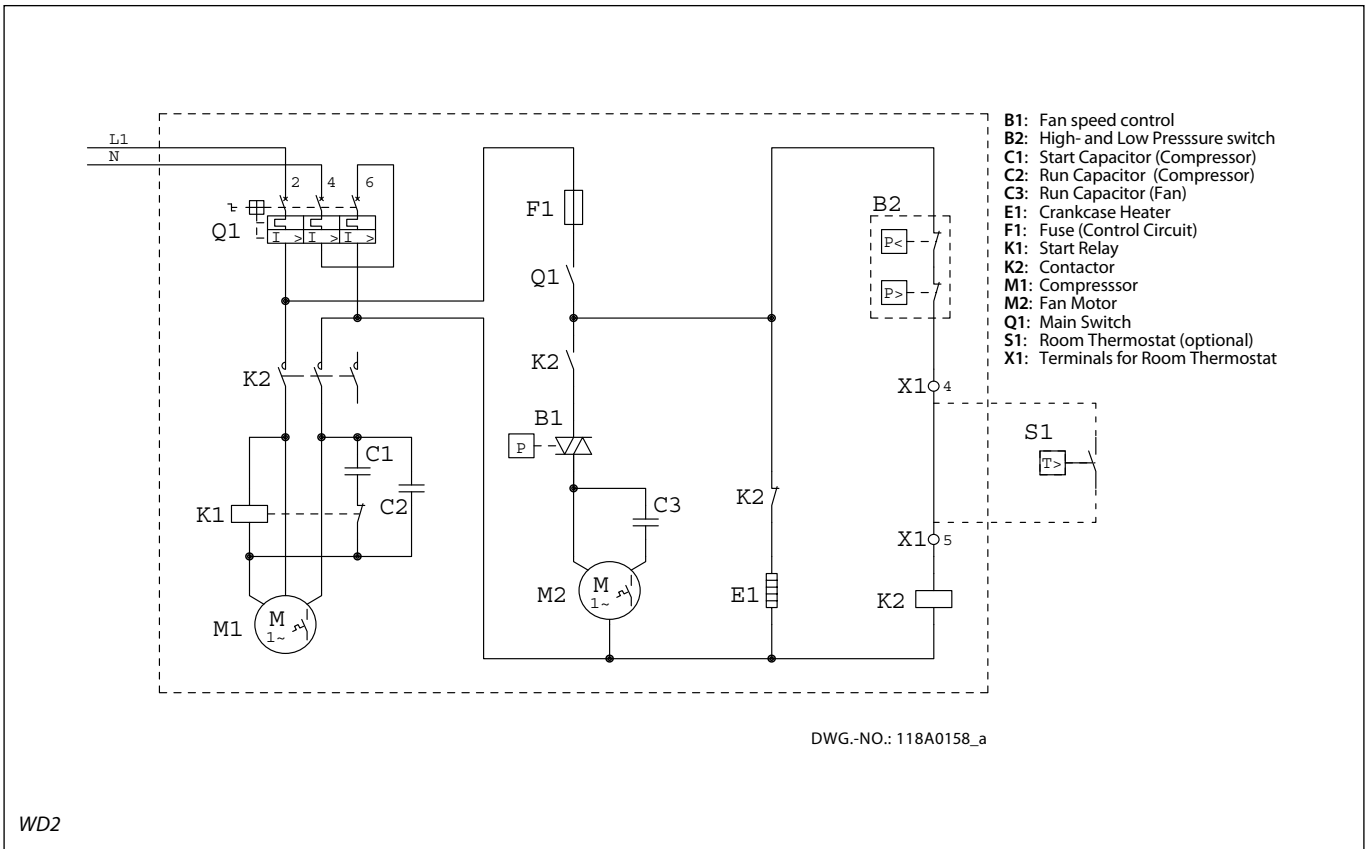 L1
N
2 4 6
Q1
I > I > I >
K2
K1
C1
C2
M1
M
1~
F1
Q1
K2
B1
P
C3
M2
M
1~
K2
E1
B2
P<
P>
X1 4
S1
T>
X1 5
K2
B1: Fan speed control
B2: High- and Low Presssure switch
C1: Start Capacitor (Compressor)
C2: Run Capacitor (Compressor)
C3: Run Capacitor (Fan)
E1: Crankcase Heater
F1: Fuse (Control Circuit)
K1: Start Relay
K2: Contactor
M1: Compresssor
M2: Fan Motor
Q1: Main Switch
S1: Room Thermostat (optional)
X1: Terminals for Room Thermostat
DWG.-NO.: 118A0158_a
WD2